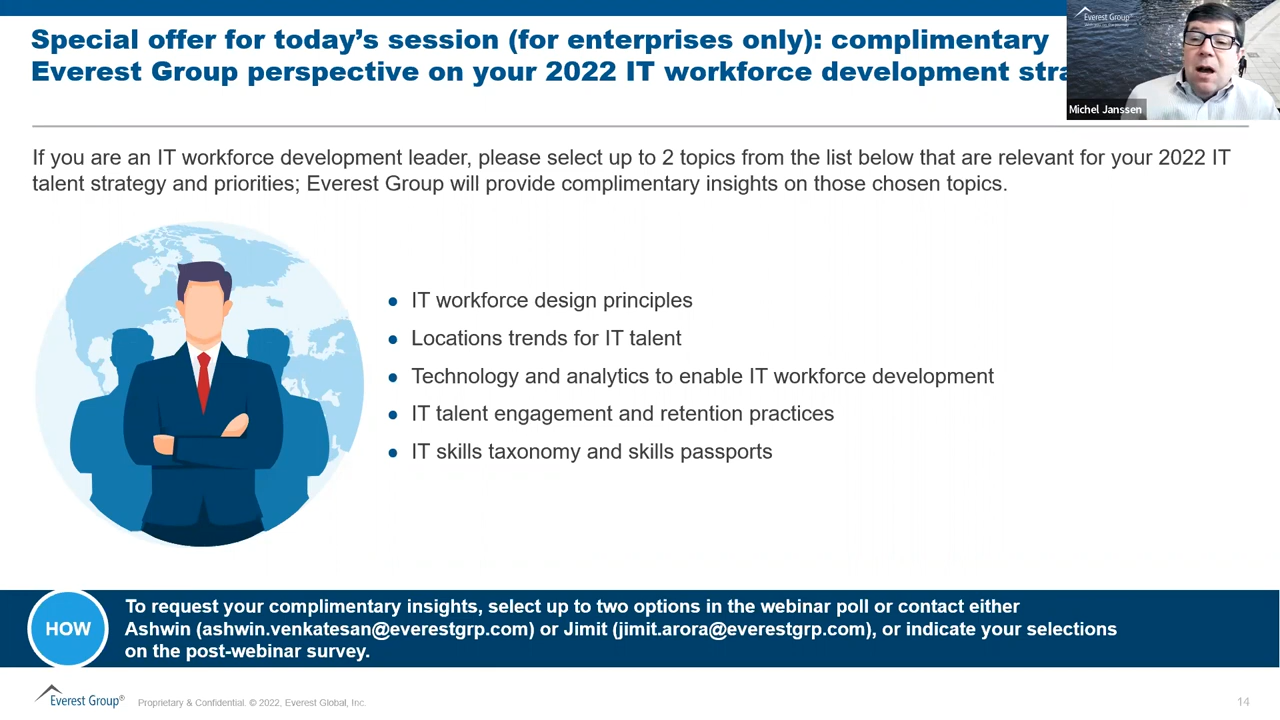 Special offer for today's session (for enterprises only): complimentary
Everest Group perspective on your 2022 IT workforce development
Everest Group
Michel Janssen
If you are an IT workforce development leader, please select up to 2 topics from the list below that are relevant for your 2022 IT
talent strategy and priorities; Everest Group will provide complimentary insights on those chosen topics.
● IT workforce design principles
● Locations trends for IT talent
● Technology and analytics to enable IT workforce development
● IT talent engagement and retention practices
● IT skills taxonomy and skills passports
HOW
To request your complimentary insights, select up to two options in the webinar poll or contact either
Ashwin (ashwin.venkatesan@everestgrp.com) or Jimit (jimit.arora@everestgrp.com), or indicate your selections
on the post-webinar survey.
Everest Group®
Proprietary & Confidential. © 2022, Everest Global, Inc.
14